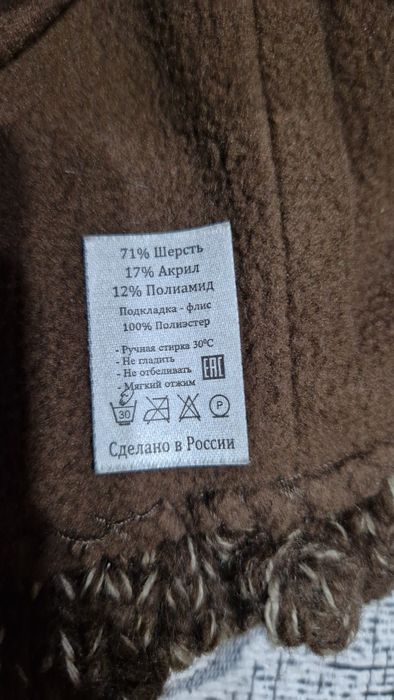 71% Шерсть
17% Акрил
12% Полиамид
Подкладка - флис
100% Полиэстер
- Ручная стирка 30°С
- Не гладить
- Не отбеливать
- Мягкий отжим
EAC
30
P
Сделано в России